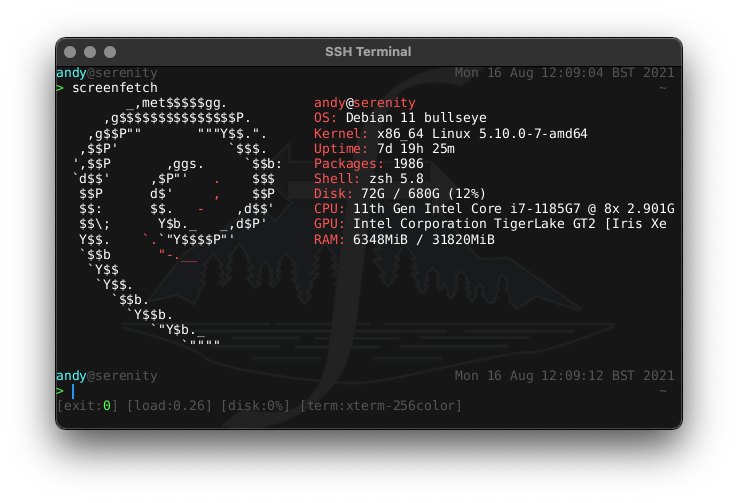 SSH Terminal
andy@serenity Mon 16 Aug 12:09:04 BST 2021
> screenfetch ~
         _,met$$$$$gg.           andy@serenity
      ,g$$$$$$$$$$$$$$$P.        OS: Debian 11 bullseye
    ,g$$P""       """Y$$.".      Kernel: x86_64 Linux 5.10.0-7-amd64
   ,$$P'              `$$$.      Uptime: 7d 19h 25m
  ',$$P       ,ggs.     `$$b:    Packages: 1986
  `d$$'     ,$P"'   .    $$$     Shell: zsh 5.8
   $$P      d$'     ,    $$P     Disk: 72G / 680G (12%)
   $$:      $$.   -    ,d$$'     CPU: 11th Gen Intel Core i7-1185G7 @ 8x 2.901G
   $$\;      Y$b._   _,d$P'      GPU: Intel Corporation TigerLake GT2 [Iris Xe
   Y$$.    `.`"Y$$$$P"'          RAM: 6348MiB / 31820MiB
   `$$b      "-.__
    `Y$$
     `Y$$.
       `$$b.
         `Y$$b.
            `"Y$b._
                `""""
andy@serenity Mon 16 Aug 12:09:12 BST 2021
> ~
[exit:0] [load:0.26] [disk:0%] [term:xterm-256color]